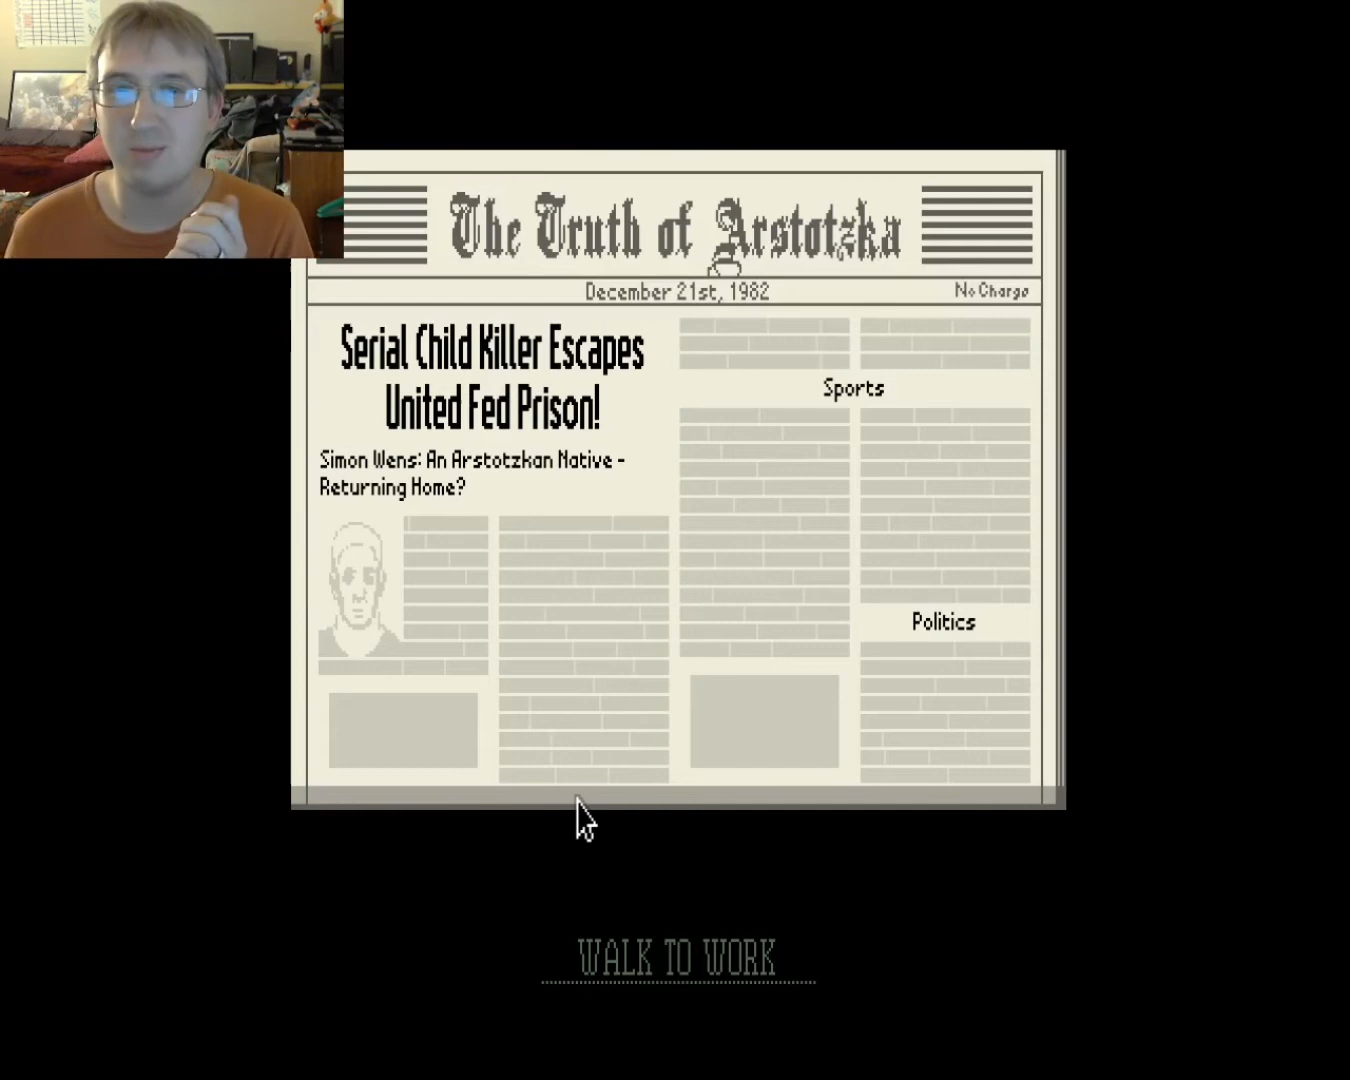 The Truth of Arstotzka
December 21st, 1982
No Charge
Serial Child Killer Escapes
United Fed Prison!
Simon Wens: An Arstotzkan Native -
Returning Home?
Sports
Politics
WALK TO WORK